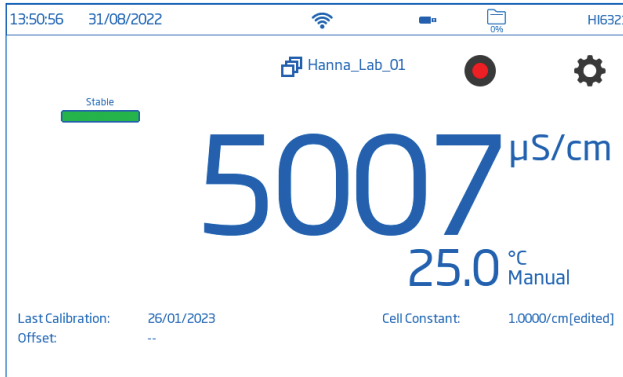 13:50:56 31/08/2022 0% HI6321
Hanna_Lab_01
Stable
5007 µS/cm
25.0 °C
Manual
Last Calibration: 26/01/2023 Cell Constant: 1.0000/cm[edited]
Offset: --